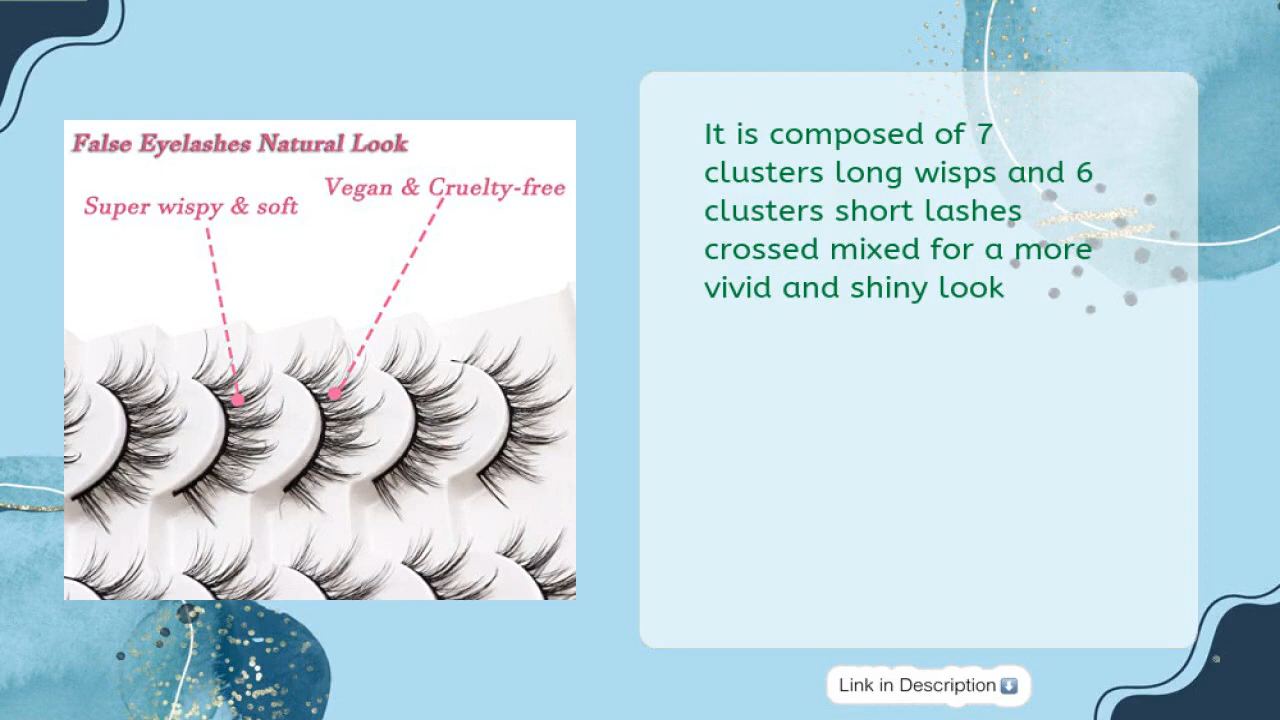 False Eyelashes Natural Look
Vegan & Cruelty-free
Super wispy & soft
It is composed of 7
clusters long wisps and 6
clusters short lashes
crossed mixed for a more
vivid and shiny look
Link in Description⬇️